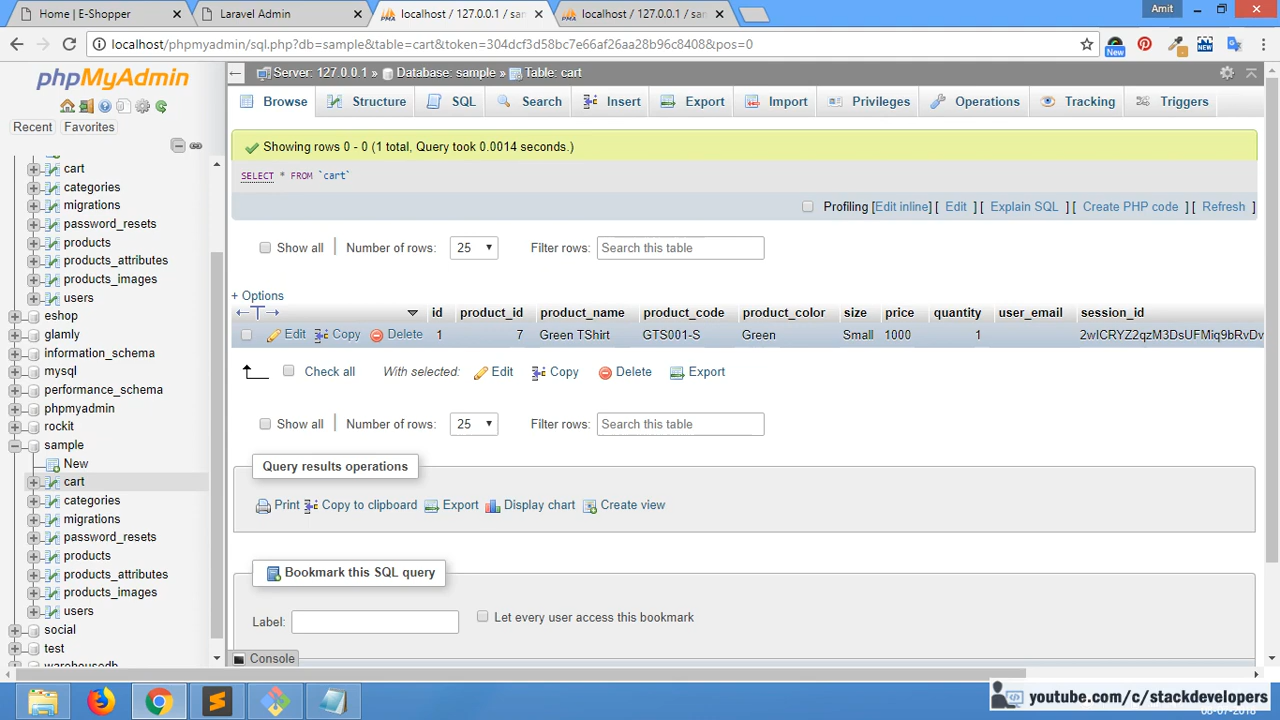 Home | E-Shopper
Laravel Admin
localhost / 127.0.0.1 / sam
localhost / 127.0.0.1 / sam
Amit
localhost/phpmyadmin/sql.php?db=sample&table=cart&token=304dcf3d58bc7e66af26aa28b96c8408&pos=0
New
phpMyAdmin
Recent
Favorites
cart
categories
migrations
password_resets
products
products_attributes
products_images
users
eshop
glamly
information_schema
mysql
performance_schema
phpmyadmin
rockit
sample
New
cart
categories
migrations
password_resets
products
products_attributes
products_images
users
social
test
warehousedb
Server: 127.0.0.1 » Database: sample » Table: cart
Browse Structure SQL Search Insert Export Import Privileges Operations Tracking Triggers
Showing rows 0 - 0 (1 total, Query took 0.0014 seconds.)
SELECT * FROM `cart`
Profiling [Edit inline] [ Edit ] [ Explain SQL ] [ Create PHP code ] [ Refresh ]
Show all Number of rows: 25 Filter rows: Search this table
+ Options
id product_id product_name product_code product_color size price quantity user_email session_id
Edit Copy Delete 1 7 Green TShirt GTS001-S Green Small 1000 1 2wICRYZ2qzM3DsUFMiq9bRvDv
Check all With selected: Edit Copy Delete Export
Show all Number of rows: 25 Filter rows: Search this table
Query results operations
Print Copy to clipboard Export Display chart Create view
Bookmark this SQL query
Label: Let every user access this bookmark
Console
youtube.com/c/stackdevelopers